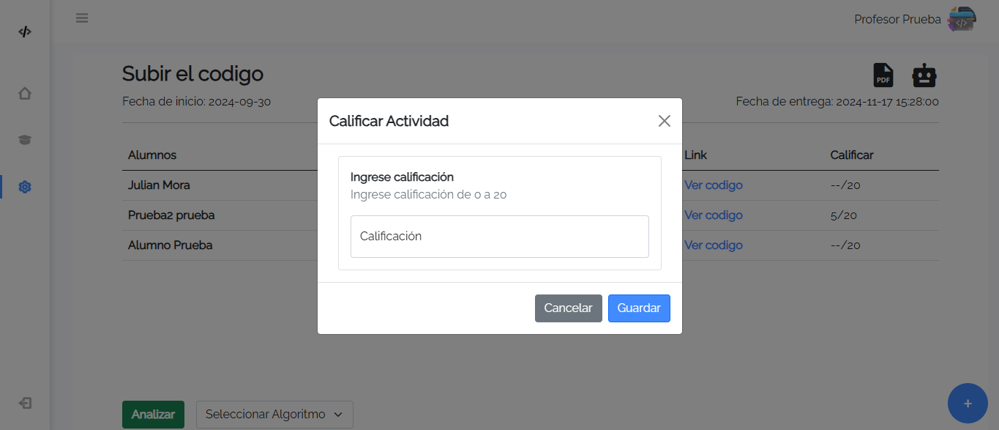 Profesor Prueba
Subir el codigo
PDF
Fecha de inicio: 2024-09-30
Fecha de entrega: 2024-11-17 15:28:00
Calificar Actividad
Alumnos
Link
Calificar
Ingrese calificación
Ingrese calificación de 0 a 20
Julian Mora
Ver codigo
--/20
Prueba2 prueba
Ver codigo
5/20
Calificación
Alumno Prueba
Ver codigo
--/20
Cancelar
Guardar
Analizar
Seleccionar Algoritmo
+